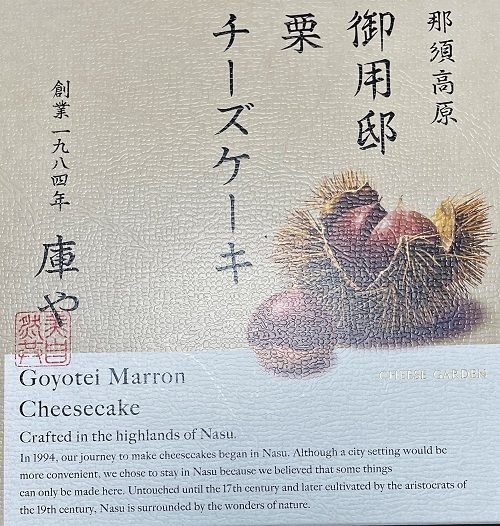 那須高原
御用邸
栗
チーズケーキ
創業一九八四年
庫や
CHEESE GARDEN
Goyotei Marron
Cheesecake
Crafted in the highlands of Nasu.
In 1994, our journey to make cheesecakes began in Nasu. Although a city setting would be
more convenient, we chose to stay in Nasu because we believed that some things
can only be made here. Untouched until the 17th century and later cultivated by the aristocrats of
the 19th century, Nasu is surrounded by the wonders of nature.